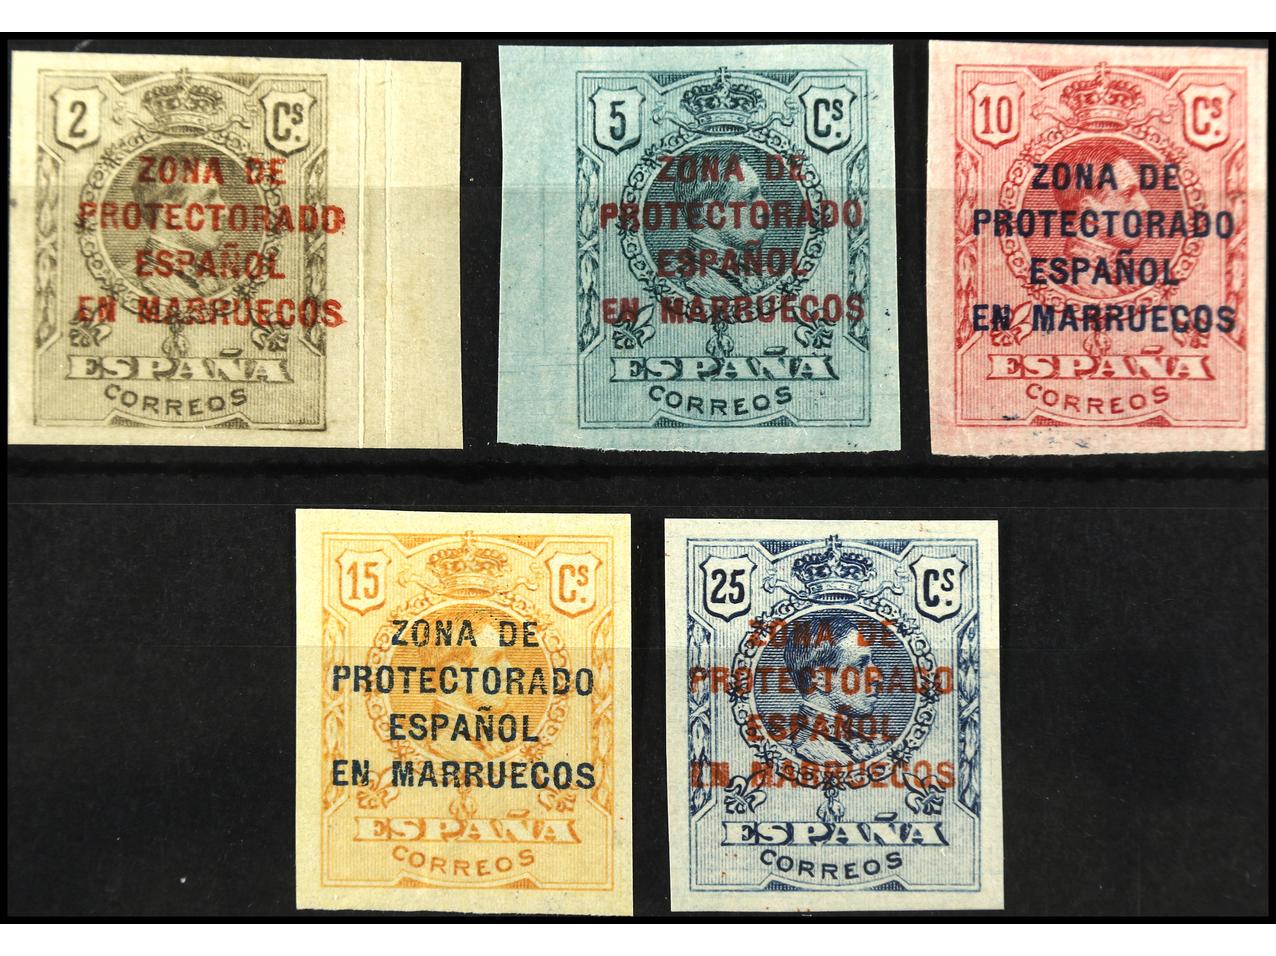 2 Cs.
ZONA DE
PROTECTORADO
ESPAÑOL
EN MARRUECOS
ESPAÑA
CORREOS
5 Cs.
ZONA DE
PROTECTORADO
ESPAÑOL
EN MARRUECOS
ESPAÑA
CORREOS
10 Cs.
ZONA DE
PROTECTORADO
ESPAÑOL
EN MARRUECOS
ESPAÑA
CORREOS
15 Cs.
ZONA DE
PROTECTORADO
ESPAÑOL
EN MARRUECOS
ESPAÑA
CORREOS
25 Cs.
ZONA DE
PROTECTORADO
ESPAÑOL
EN MARRUECOS
ESPAÑA
CORREOS